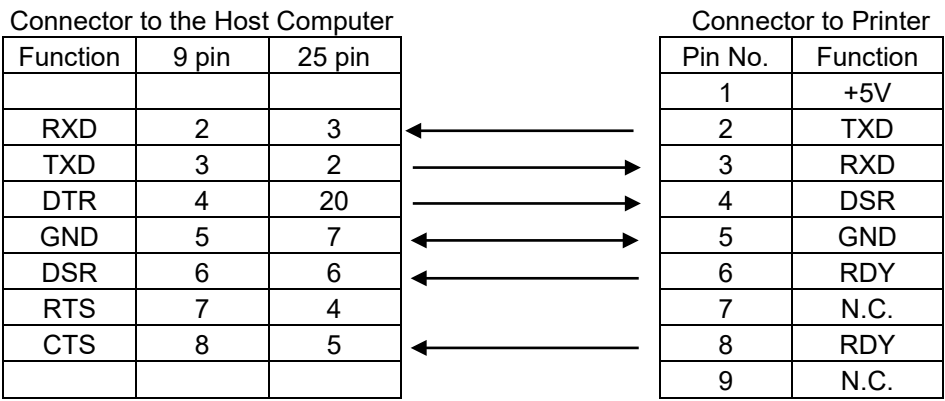 Connector to the Host Computer Connector to Printer
Function 9 pin 25 pin Pin No. Function
1 +5V
RXD 2 3 2 TXD
TXD 3 2 3 RXD
DTR 4 20 4 DSR
GND 5 7 5 GND
DSR 6 6 6 RDY
RTS 7 4 7 N.C.
CTS 8 5 8 RDY
9 N.C.